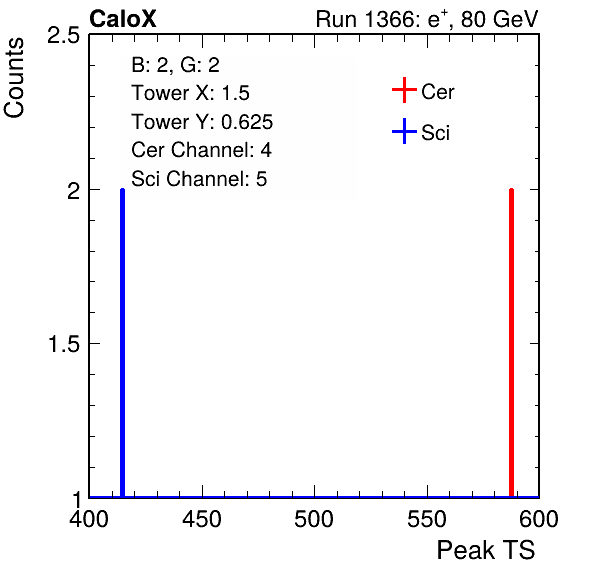 CaloX Run 1366: e⁺, 80 GeV
Counts
2.5
B: 2, G: 2
Tower X: 1.5
Tower Y: 0.625
Cer Channel: 4
Sci Channel: 5
Cer
Sci
2
1.5
1
400 450 500 550 600
Peak TS